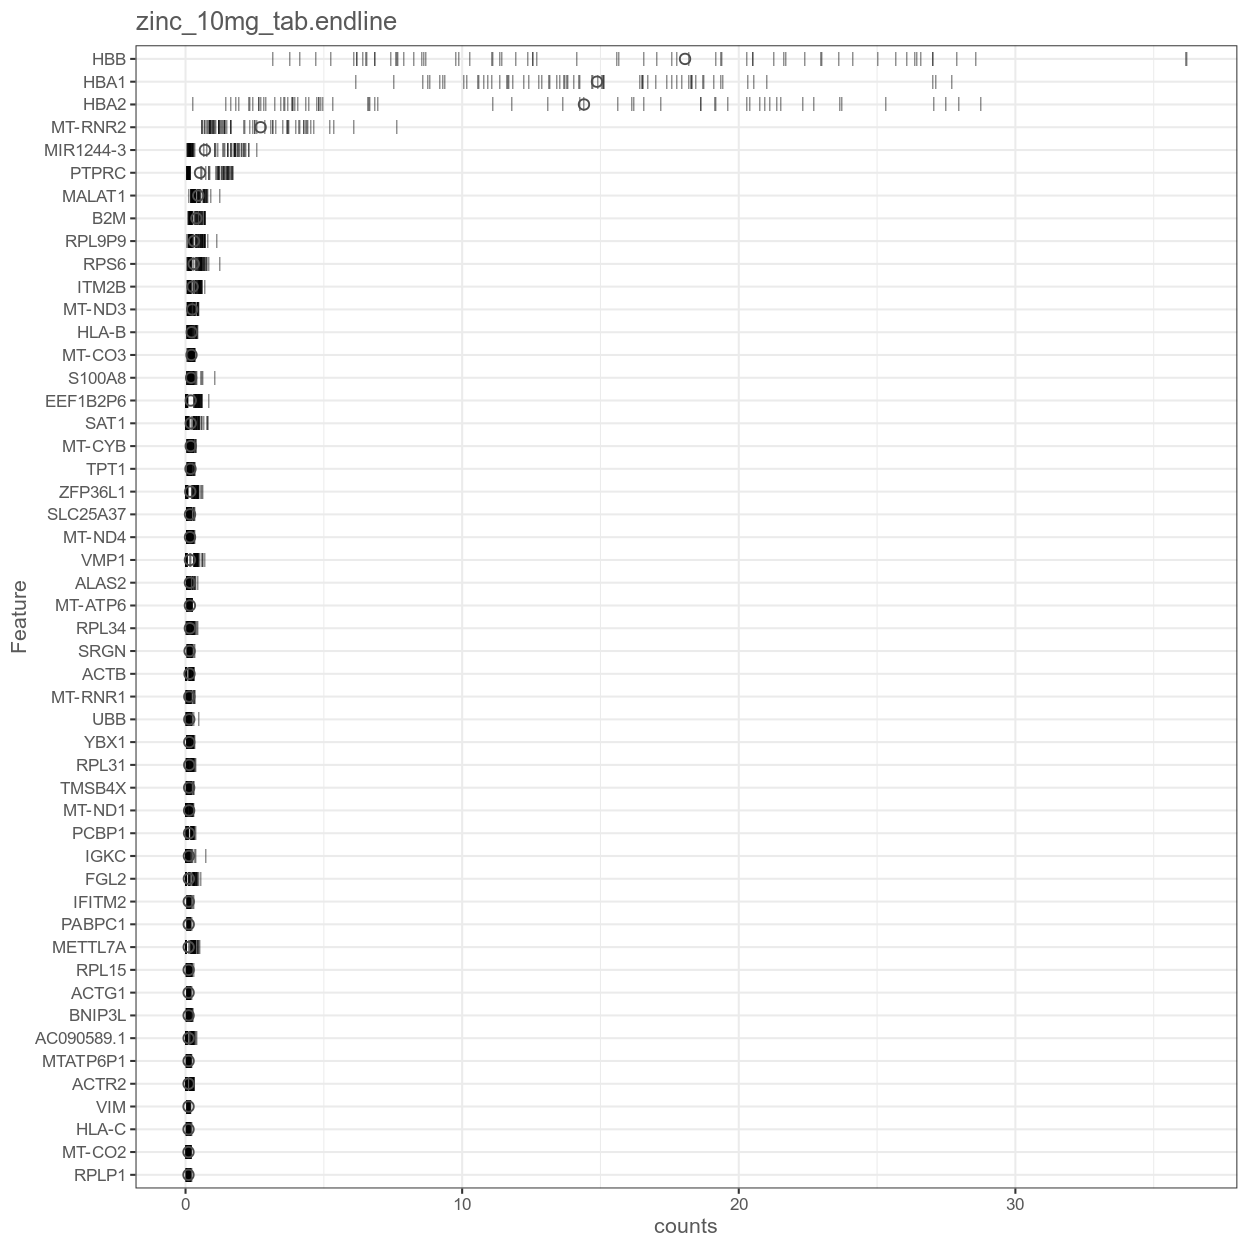 zinc_10mg_tab.endline
HBB
HBA1
HBA2
MT-RNR2
MIR1244-3
PTPRC
MALAT1
B2M
RPL9P9
RPS6
ITM2B
MT-ND3
HLA-B
MT-CO3
S100A8
EEF1B2P6
SAT1
MT-CYB
TPT1
ZFP36L1
SLC25A37
MT-ND4
VMP1
ALAS2
MT-ATP6
RPL34
SRGN
ACTB
MT-RNR1
UBB
YBX1
RPL31
TMSB4X
MT-ND1
PCBP1
IGKC
FGL2
IFITM2
PABPC1
METTL7A
RPL15
ACTG1
BNIP3L
AC090589.1
MTATP6P1
ACTR2
VIM
HLA-C
MT-CO2
RPLP1
Feature
0 10 20 30
counts